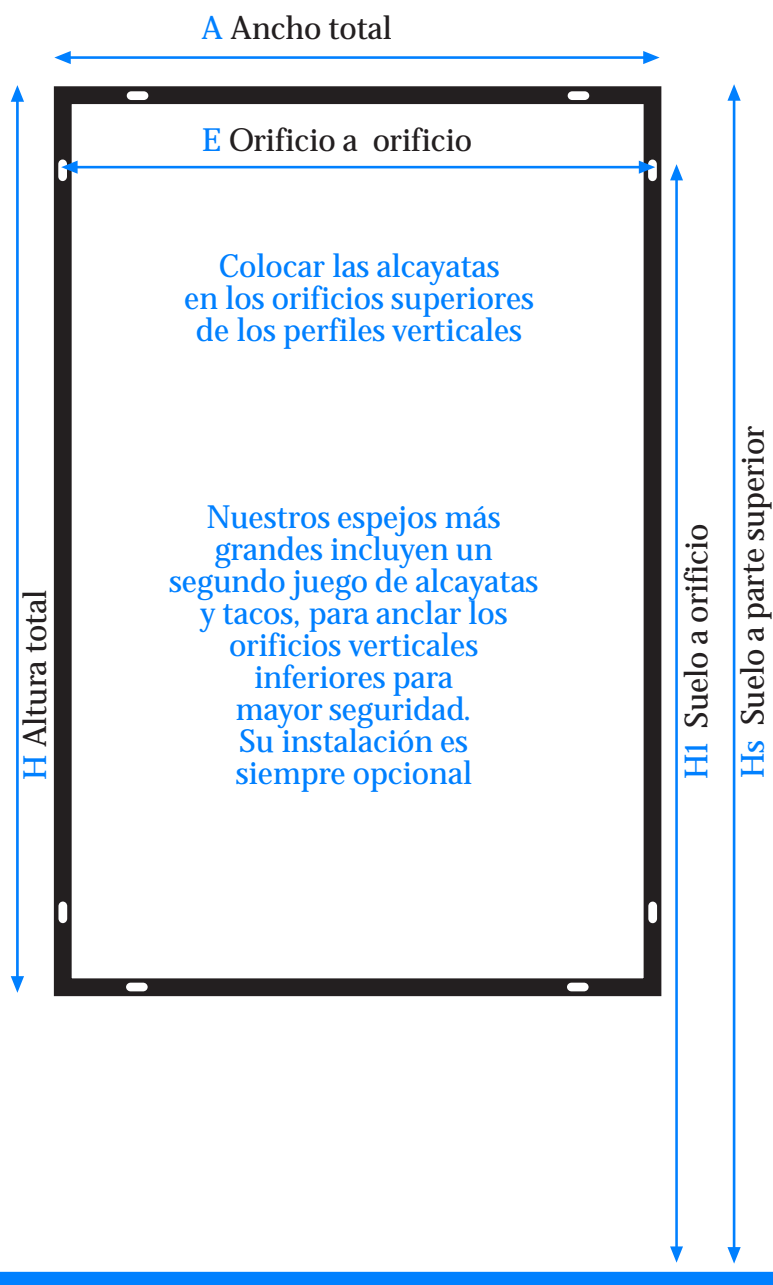 A Ancho total
E Orificio a orificio
Colocar las alcayatas
en los orificios superiores
de los perfiles verticales
Nuestros espejos más
grandes incluyen un
segundo juego de alcayatas
y tacos, para anclar los
orificios verticales
inferiores para
mayor seguridad.
Su instalación es
siempre opcional
H Altura total
H1 Suelo a orificio
Hs Suelo a parte superior